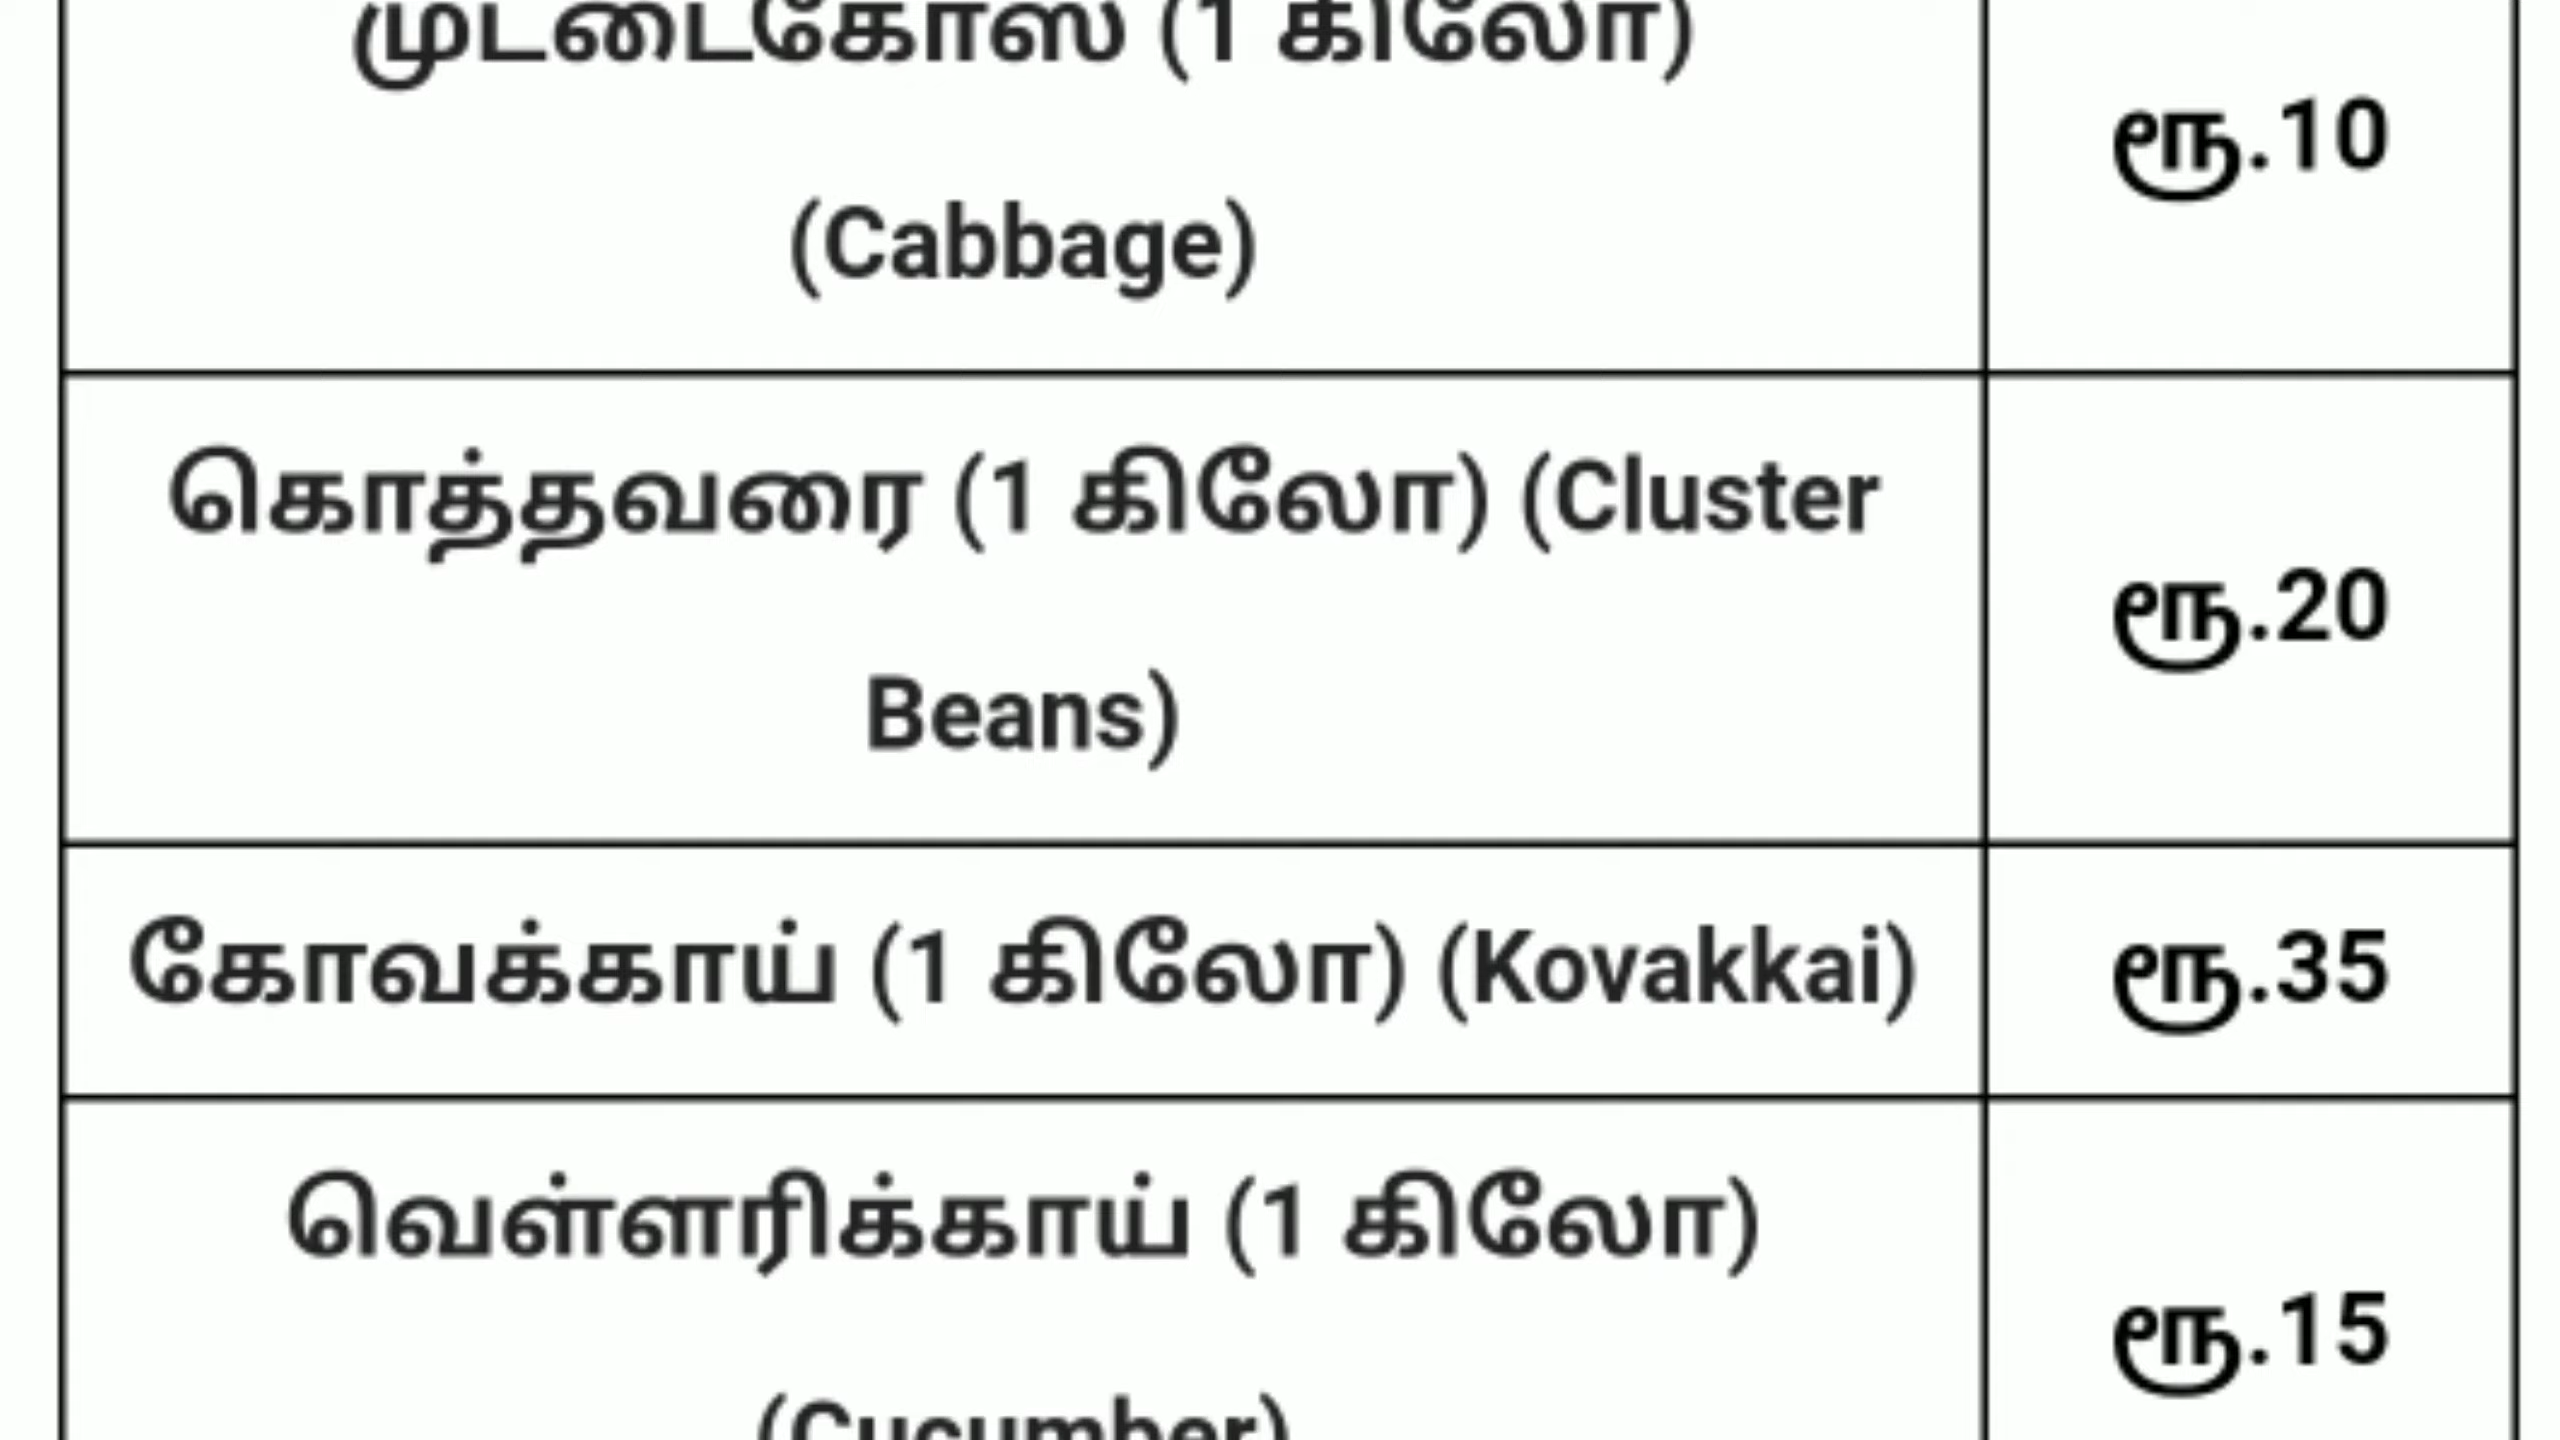 முட்டைகோஸ் (1 கிலோ)
(Cabbage)
ரூ.10
கொத்தவரை (1 கிலோ) (Cluster
Beans)
ரூ.20
கோவக்காய் (1 கிலோ) (Kovakkai)
ரூ.35
வெள்ளரிக்காய் (1 கிலோ)
(Cucumber)
ரூ.15